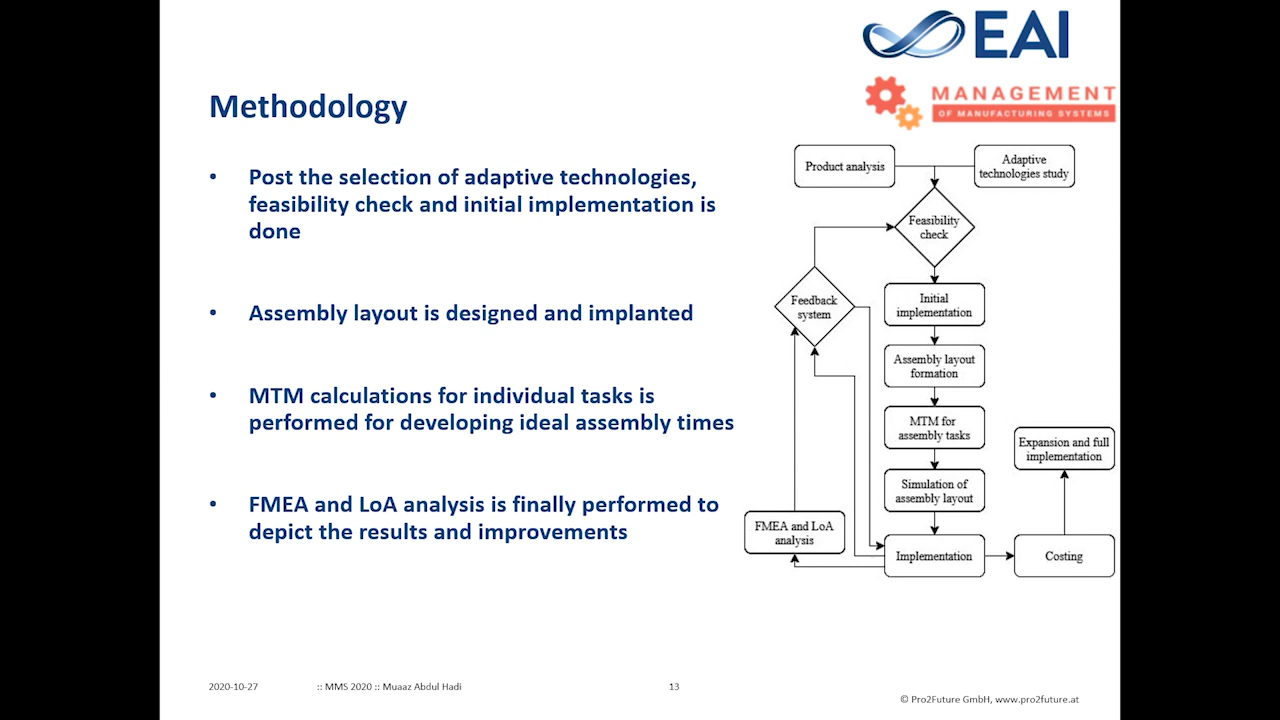 EAI
MANAGEMENT
OF MANUFACTURING SYSTEMS
Methodology
• Post the selection of adaptive technologies,
feasibility check and initial implementation is
done
• Assembly layout is designed and implanted
• MTM calculations for individual tasks is
performed for developing ideal assembly times
• FMEA and LoA analysis is finally performed to
depict the results and improvements
Product analysis
Adaptive
technologies study
Feasibility
check
Feedback
system
Initial
implementation
Assembly layout
formation
MTM for
assembly tasks
Expansion and full
implementation
Simulation of
assembly layout
FMEA and LoA
analysis
Implementation
Costing
2020-10-27
:: MMS 2020 :: Muaaz Abdul Hadi
13
© Pro2Future GmbH, www.pro2future.at